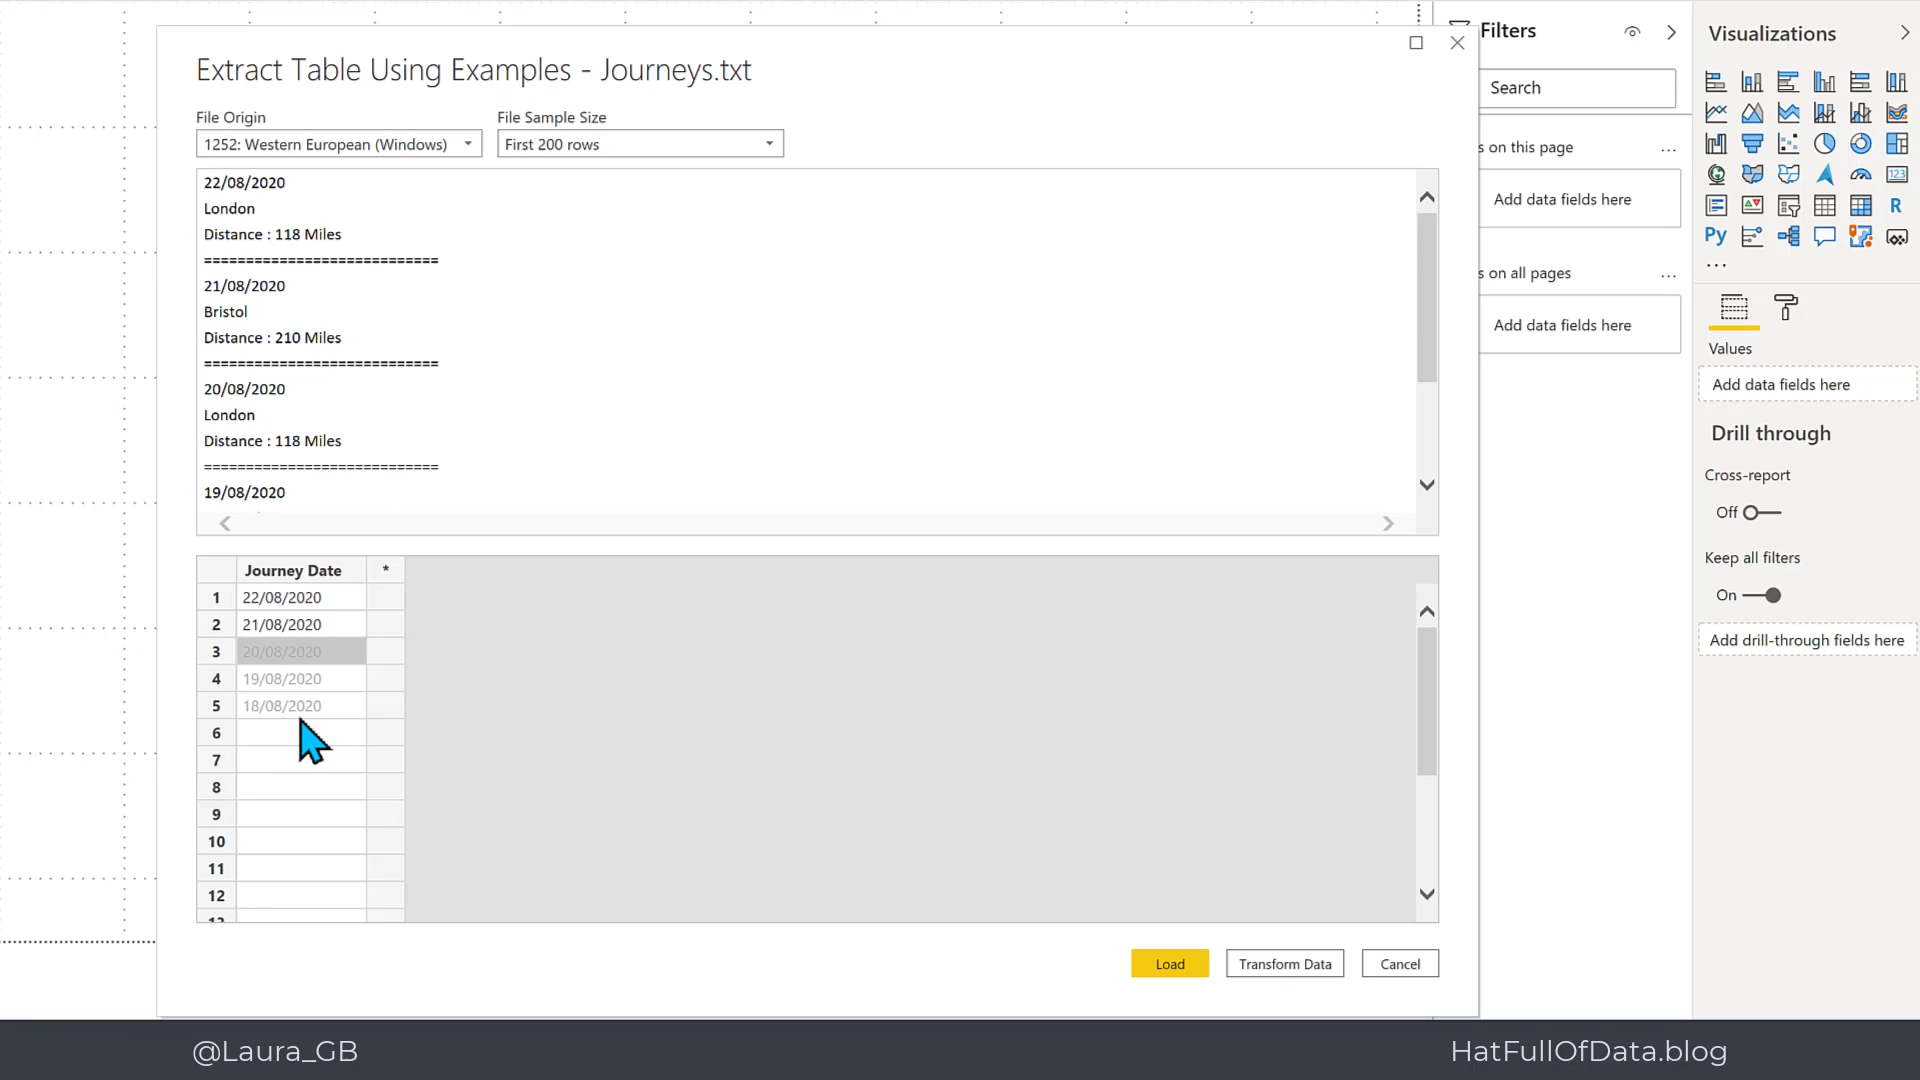 Extract Table Using Examples - Journeys.txt
File Origin
File Sample Size
1252: Western European (Windows)
First 200 rows
22/08/2020
London
Distance : 118 Miles
============================
21/08/2020
Bristol
Distance : 210 Miles
============================
20/08/2020
London
Distance : 118 Miles
============================
19/08/2020
Journey Date *
1 22/08/2020
2 21/08/2020
3 20/08/2020
4 19/08/2020
5 18/08/2020
6
7
8
9
10
11
12
Load
Transform Data
Cancel
Filters
Search
s on this page ...
Add data fields here
s on all pages ...
Add data fields here
Visualizations
123
R
Py
...
Values
Add data fields here
Drill through
Cross-report
Off
Keep all filters
On
Add drill-through fields here
@Laura_GB
HatFullOfData.blog